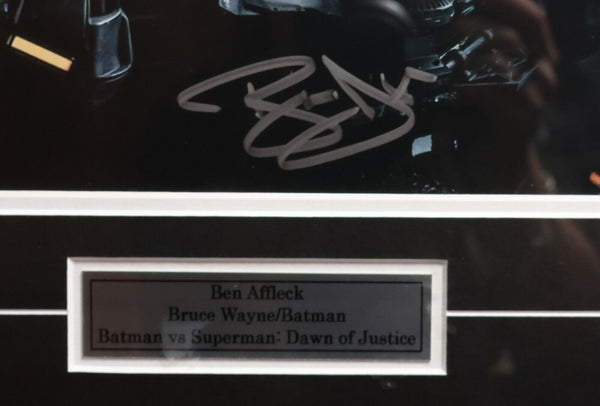 Ben Affleck
Bruce Wayne/Batman
Batman vs Superman: Dawn of Justice